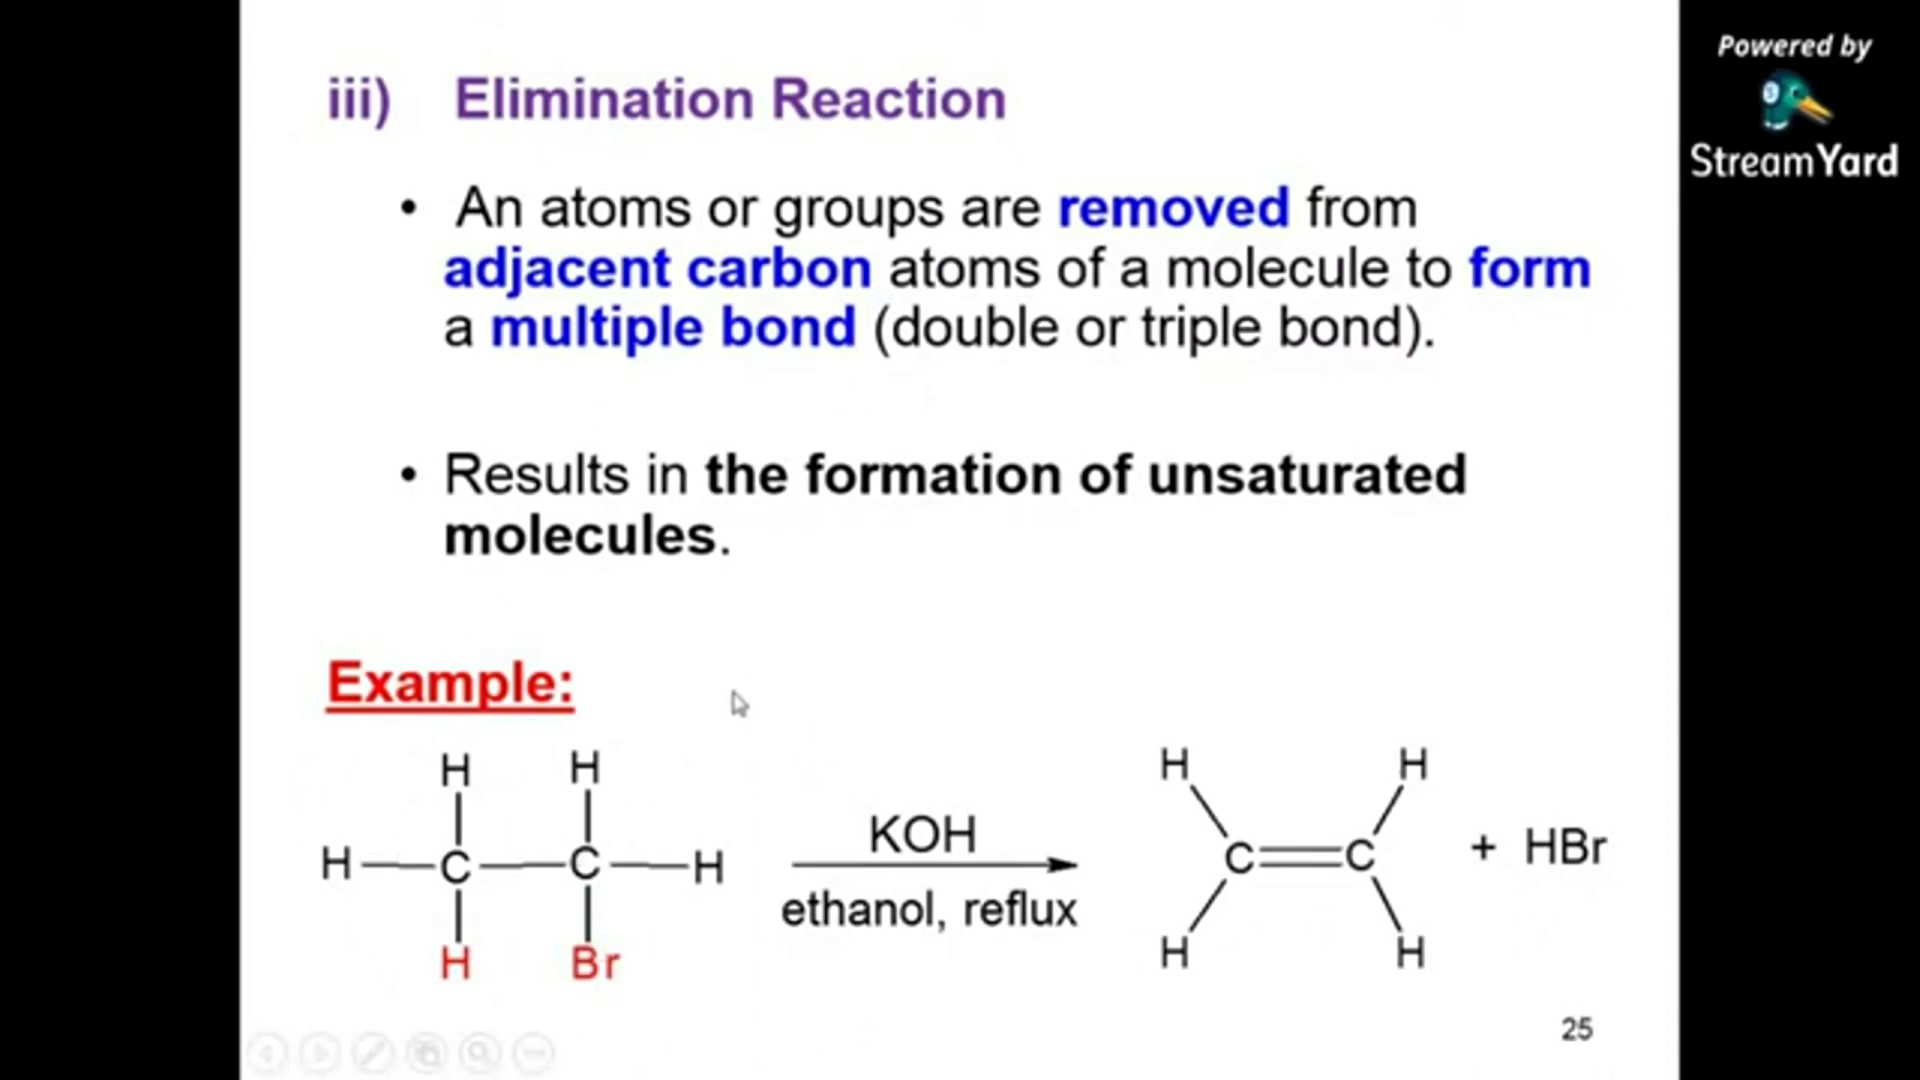 Powered by
StreamYard
iii) Elimination Reaction
• An atoms or groups are removed from
adjacent carbon atoms of a molecule to form
a multiple bond (double or triple bond).
• Results in the formation of unsaturated
molecules.
Example:
H H H H
KOH
H C C H C C + HBr
ethanol, reflux
H Br H H
25